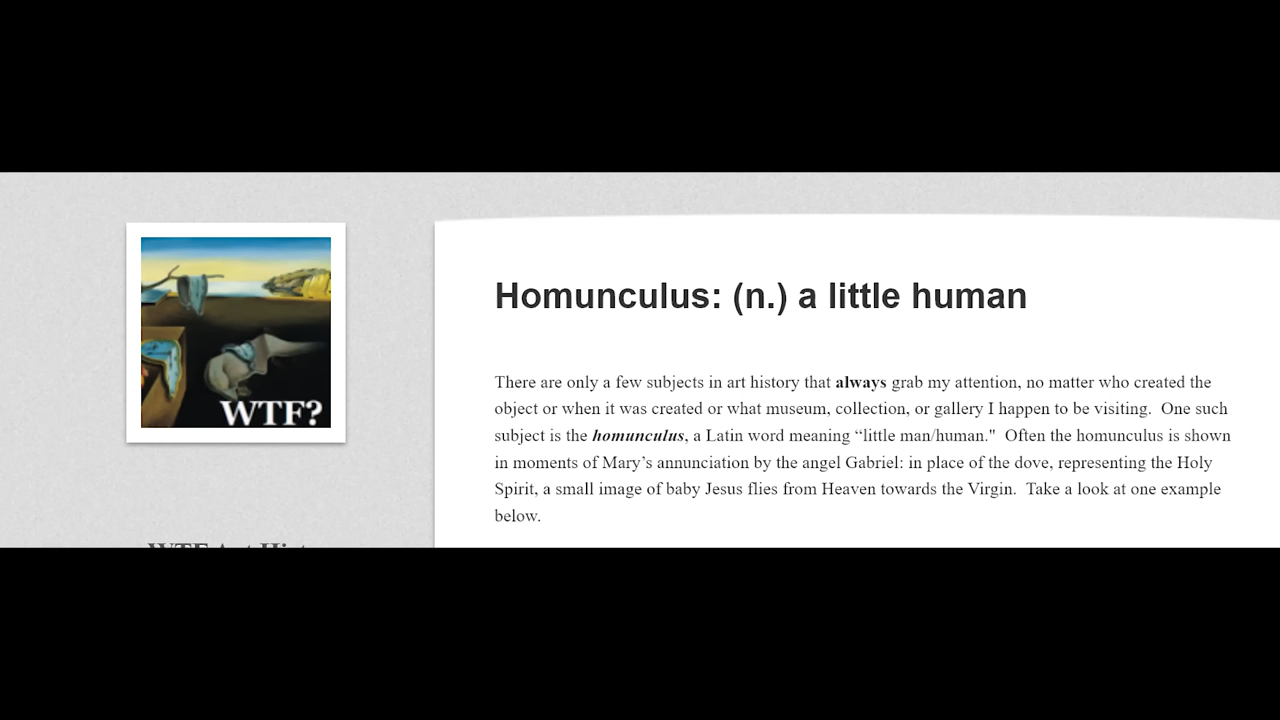 WTF?
Homunculus: (n.) a little human
There are only a few subjects in art history that always grab my attention, no matter who created the
object or when it was created or what museum, collection, or gallery I happen to be visiting.  One such
subject is the homunculus, a Latin word meaning “little man/human."  Often the homunculus is shown
in moments of Mary’s annunciation by the angel Gabriel: in place of the dove, representing the Holy
Spirit, a small image of baby Jesus flies from Heaven towards the Virgin.  Take a look at one example
below.